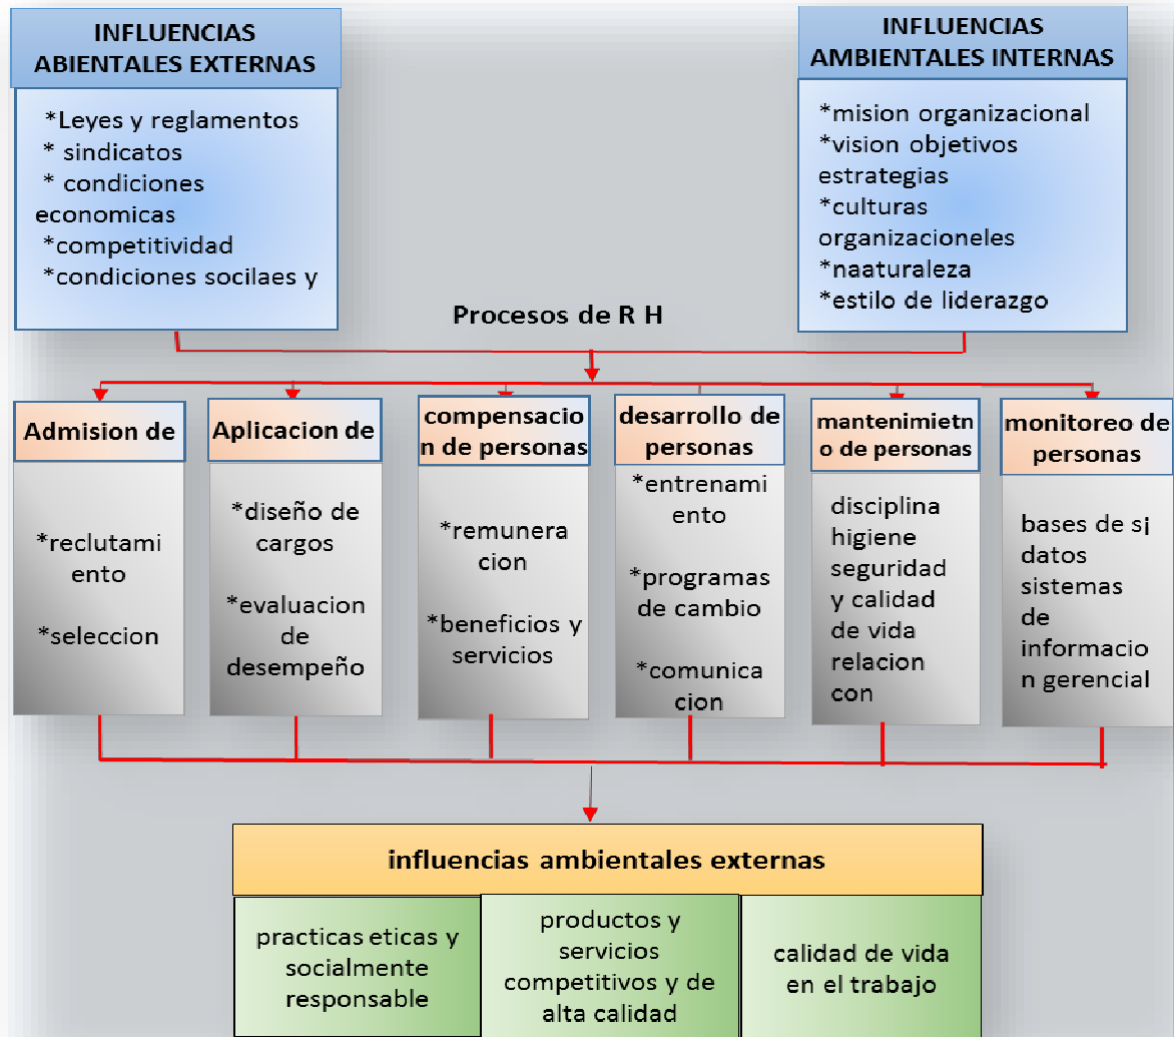 INFLUENCIAS
ABIENTALES EXTERNAS
*Leyes y reglamentos
* sindicatos
* condiciones
economicas
*competitividad
*condiciones socilaes y
INFLUENCIAS
AMBIENTALES INTERNAS
*mision organizacional
*vision objetivos
estrategias
*culturas
organizacioneles
*naaturaleza
*estilo de liderazgo
Procesos de R H
Admision de
*reclutami
ento
*seleccion
Aplicacion de
*diseño de
cargos
*evaluacion
de
desempeño
compensacio
n de personas
*remunera
cion
*beneficios y
servicios
desarrollo de
personas
*entrenami
ento
*programas
de cambio
*comunica
cion
mantenimietn
o de personas
disciplina
higiene
seguridad
y calidad
de vida
relacion
con
monitoreo de
personas
bases de s¡
datos
sistemas
de
informacio
n gerencial
influencias ambientales externas
practicas eticas y
socialmente
responsable
productos y
servicios
competitivos y de
alta calidad
calidad de vida
en el trabajo